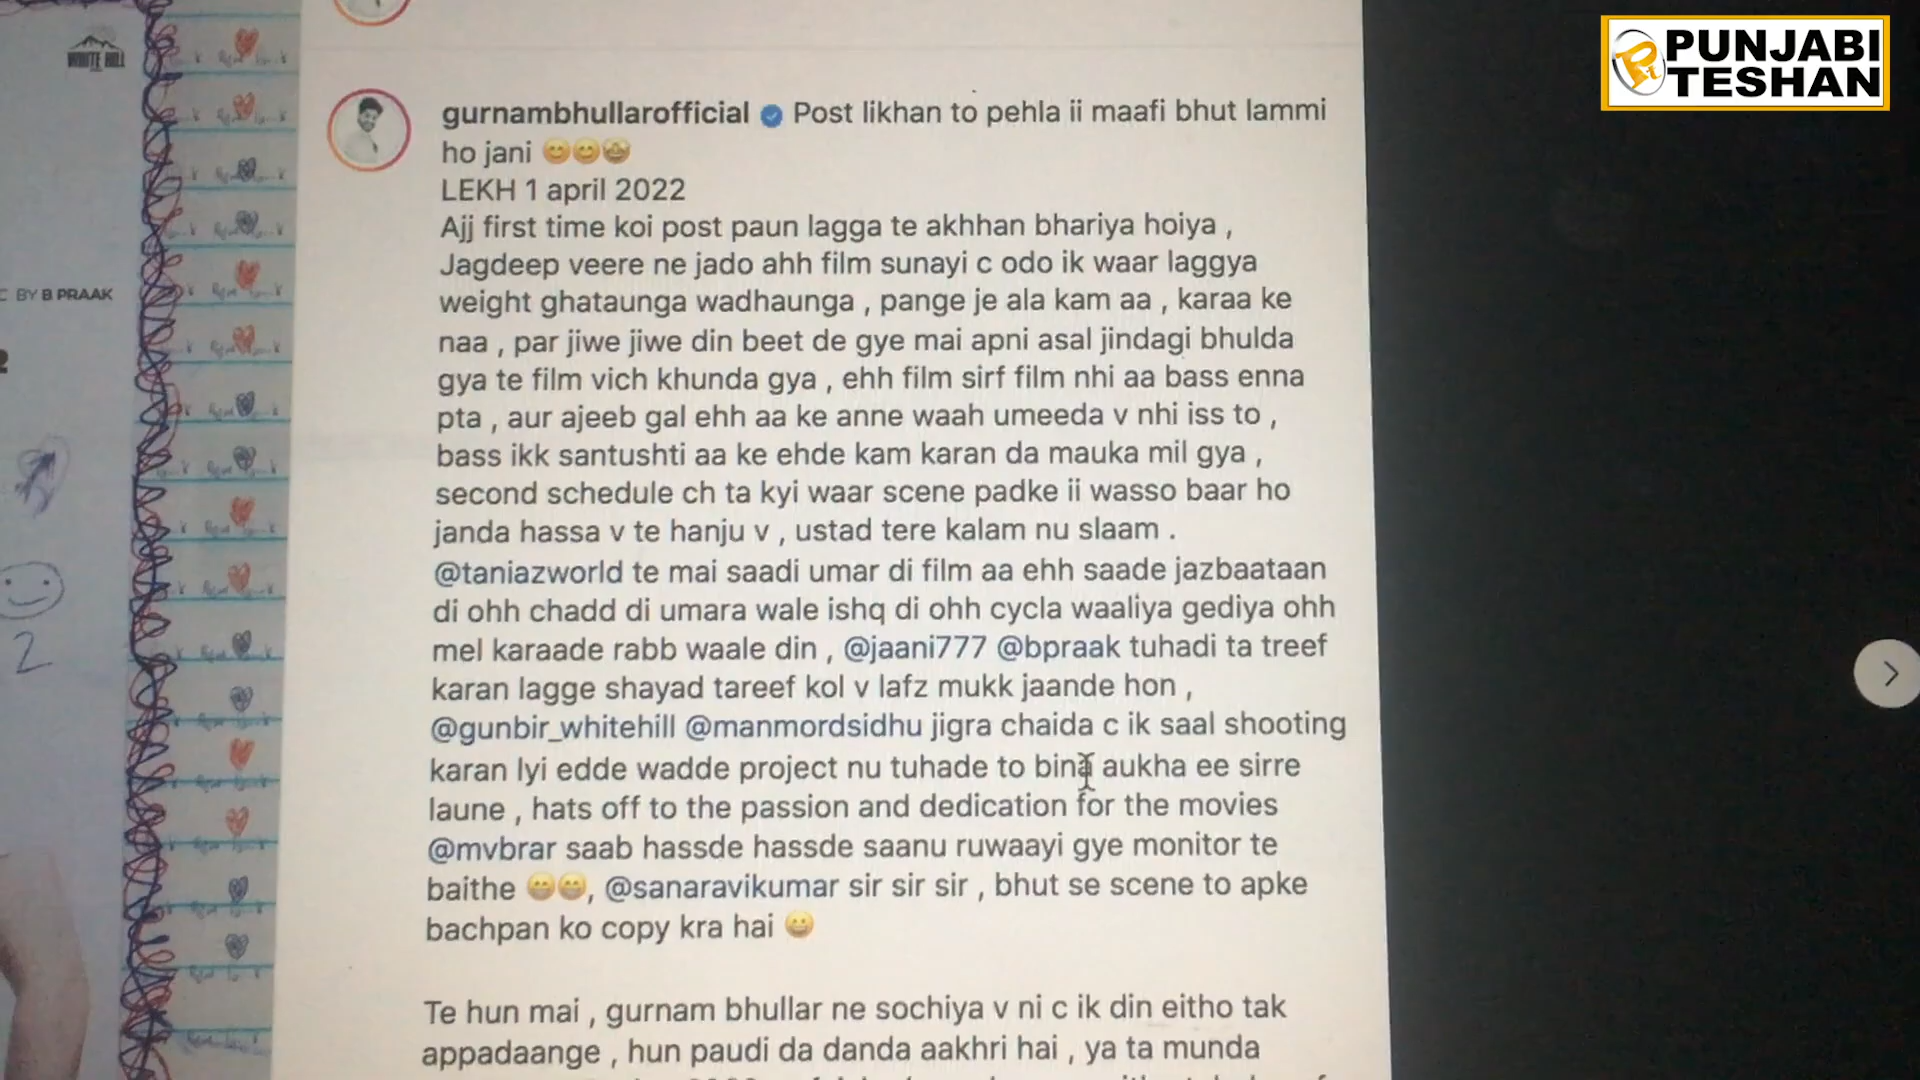 PUNJABI
TESHAN
WHITE HILL
C BY B PRAAK
2
gurnambhullarofficial Post likhan to pehla ii maafi bhut lammi
ho jani 😊😊🤩
LEKH 1 april 2022
Ajj first time koi post paun lagga te akhhan bhariya hoiya ,
Jagdeep veere ne jado ahh film sunayi c odo ik waar laggya
weight ghataunga wadhaunga , pange je ala kam aa , karaa ke
naa , par jiwe jiwe din beet de gye mai apni asal jindagi bhulda
gya te film vich khunda gya , ehh film sirf film nhi aa bass enna
pta , aur ajeeb gal ehh aa ke anne waah umeeda v nhi iss to ,
bass ikk santushti aa ke ehde kam karan da mauka mil gya ,
second schedule ch ta kyi waar scene padke ii wasso baar ho
janda hassa v te hanju v , ustad tere kalam nu slaam .
@taniazworld te mai saadi umar di film aa ehh saade jazbaataan
di ohh chadd di umara wale ishq di ohh cycla waaliya gediya ohh
mel karaade rabb waale din , @jaani777 @bpraak tuhadi ta treef
karan lagge shayad tareef kol v lafz mukk jaande hon ,
@gunbir_whitehill @manmordsidhu jigra chaida c ik saal shooting
karan lyi edde wadde project nu tuhade to bina aukha ee sirre
laune , hats off to the passion and dedication for the movies
@mvbrar saab hassde hassde saanu ruwaayi gye monitor te
baithe 😁😁, @sanaravikumar sir sir sir , bhut se scene to apke
bachpan ko copy kra hai 😀
Te hun mai , gurnam bhullar ne sochiya v ni c ik din eitho tak
appadaange , hun paudi da danda aakhri hai , ya ta munda